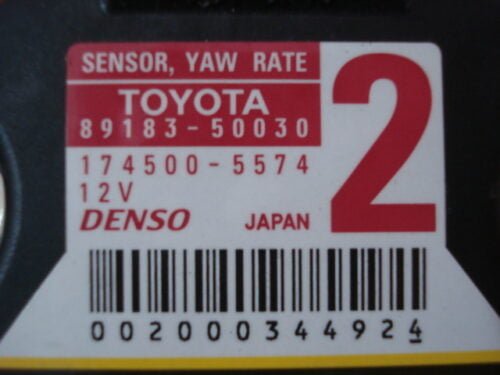 SENSOR, YAW RATE
TOYOTA
89183-50030
2
174500-5574
12V
DENSO JAPAN
002000344924